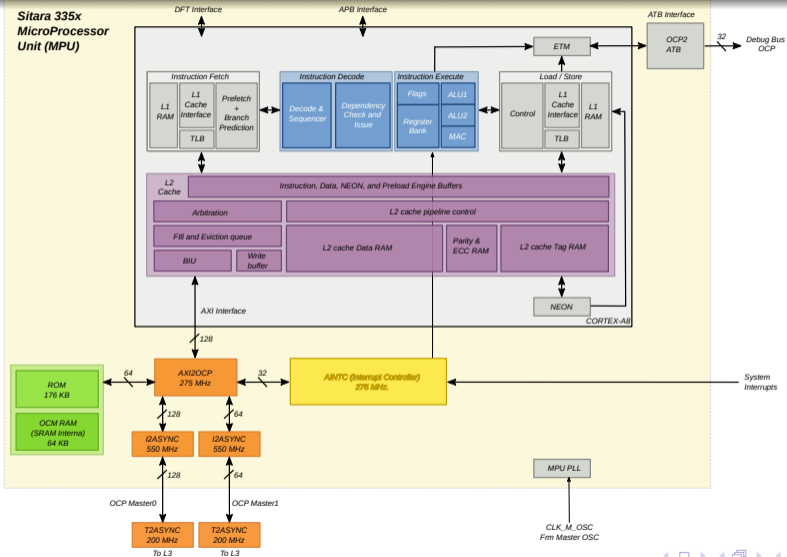 Sitara 335x
MicroProcessor
Unit (MPU)
DFT Interface
APB Interface
ATB Interface
ETM
OCP2
ATB
32
Debug Bus
OCP
Instruction Fetch
L1
RAM
L1
Cache
Interface
TLB
Prefetch
+
Branch
Prediction
Instruction Decode
Decode &
Sequencer
Dependency
Check and
Issue
Instruction Execute
Flags
Register
Bank
ALU1
ALU2
MAC
Load / Store
Control
L1
Cache
Interface
TLB
L1
RAM
L2
Cache
Instruction, Data, NEON, and Preload Engine Buffers
Arbitration
L2 cache pipeline control
Fill and Eviction queue
BIU
Write
buffer
L2 cache Data RAM
Parity &
ECC RAM
L2 cache Tag RAM
NEON
CORTEX-A8
AXI Interface
128
ROM
176 KB
OCM RAM
(SRAM Interna)
64 KB
64
AXI2OCP
275 MHz
32
AINTC (Interrupt Controller)
276 MHz.
System
Interrupts
128
64
I2ASYNC
550 MHz
I2ASYNC
550 MHz
128
64
OCP Master0
OCP Master1
T2ASYNC
200 MHz
T2ASYNC
200 MHz
To L3
To L3
MPU PLL
CLK_M_OSC
Frm Master OSC